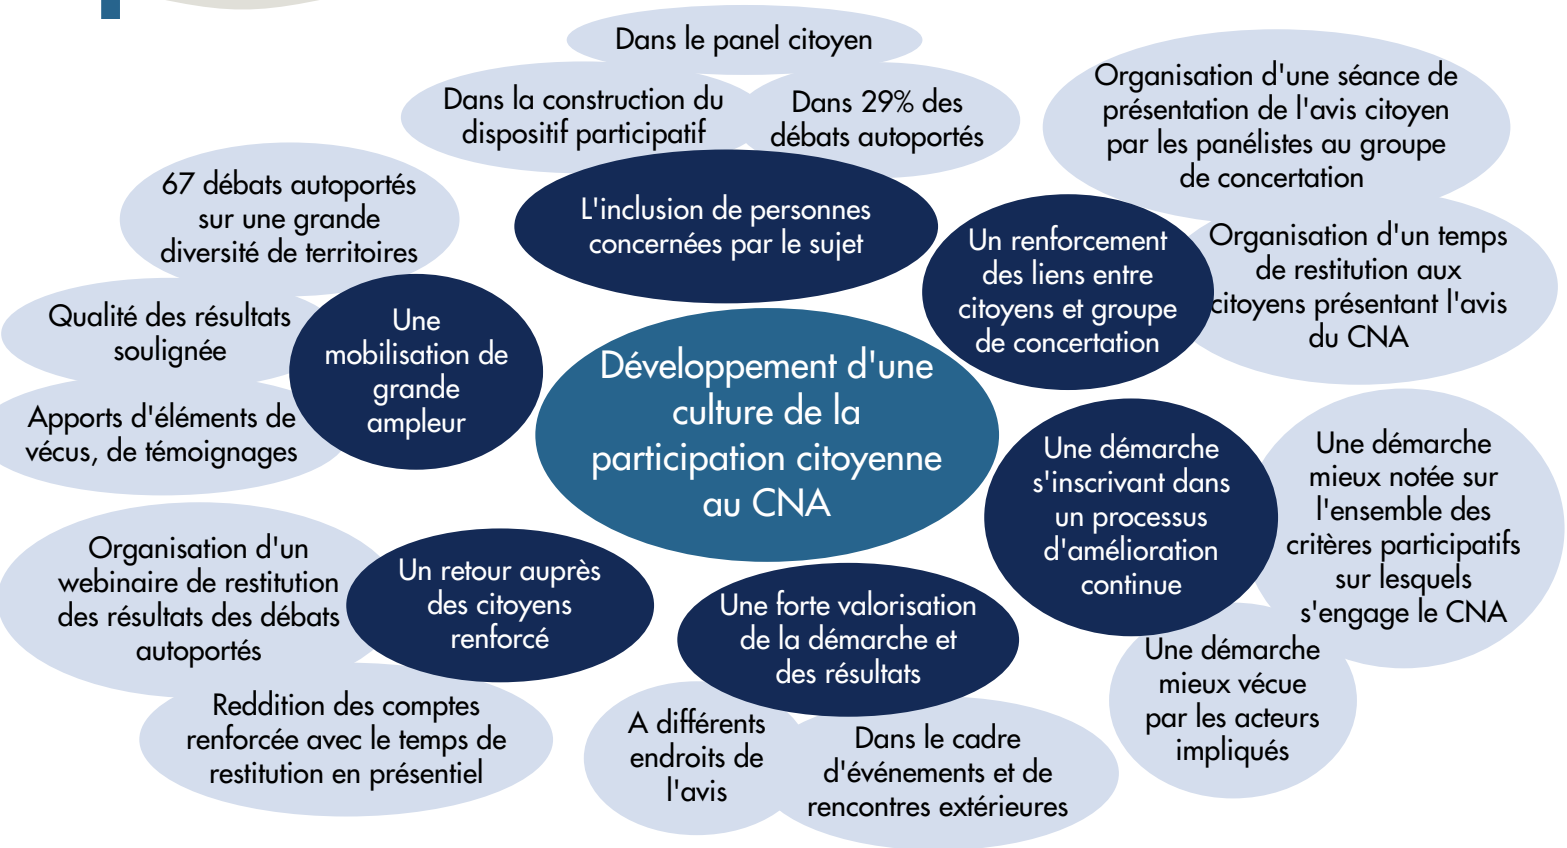 Dans le panel citoyen
Dans la construction du
dispositif participatif
Dans 29% des
débats autoportés
L'inclusion de personnes
concernées par le sujet
Organisation d'une séance de
présentation de l'avis citoyen
par les panélistes au groupe
de concertation
Organisation d'un temps
de restitution aux
citoyens présentant l'avis
du CNA
Un renforcement
des liens entre
citoyens et groupe
de concertation
67 débats autoportés
sur une grande
diversité de territoires
Qualité des résultats
soulignée
Apports d'éléments de
vécus, de témoignages
Une
mobilisation de
grande
ampleur
Développement d'une
culture de la
participation citoyenne
au CNA
Une démarche
s'inscrivant dans
un processus
d'amélioration
continue
Une démarche
mieux notée sur
l'ensemble des
critères participatifs
sur lesquels
s'engage le CNA
Une démarche
mieux vécue
par les acteurs
impliqués
Organisation d'un
webinaire de restitution
des résultats des débats
autoportés
Un retour auprès
des citoyens
renforcé
Reddition des comptes
renforcée avec le temps de
restitution en présentiel
Une forte valorisation
de la démarche et
des résultats
A différents
endroits de
l'avis
Dans le cadre
d'événements et de
rencontres extérieures